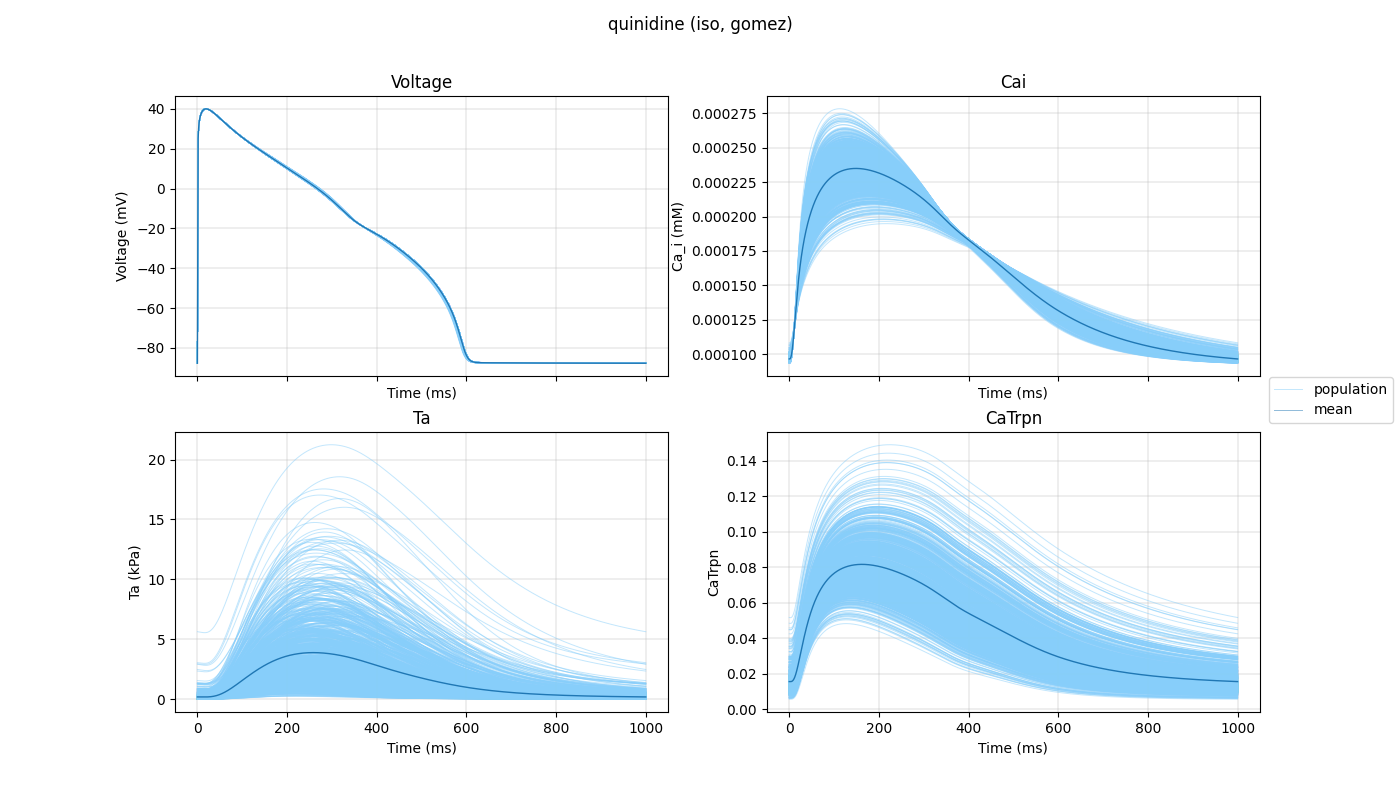 quinidine (iso, gomez)
Voltage
40
20
0
−20
−40
−60
−80
Voltage (mV)
Time (ms)
Cai
0.000275
0.000250
0.000225
0.000200
0.000175
0.000150
0.000125
0.000100
Ca_i (mM)
Time (ms)
population
mean
Ta
20
15
10
5
0
Ta (kPa)
0 200 400 600 800 1000
Time (ms)
CaTrpn
0.14
0.12
0.10
0.08
0.06
0.04
0.02
0.00
CaTrpn
0 200 400 600 800 1000
Time (ms)